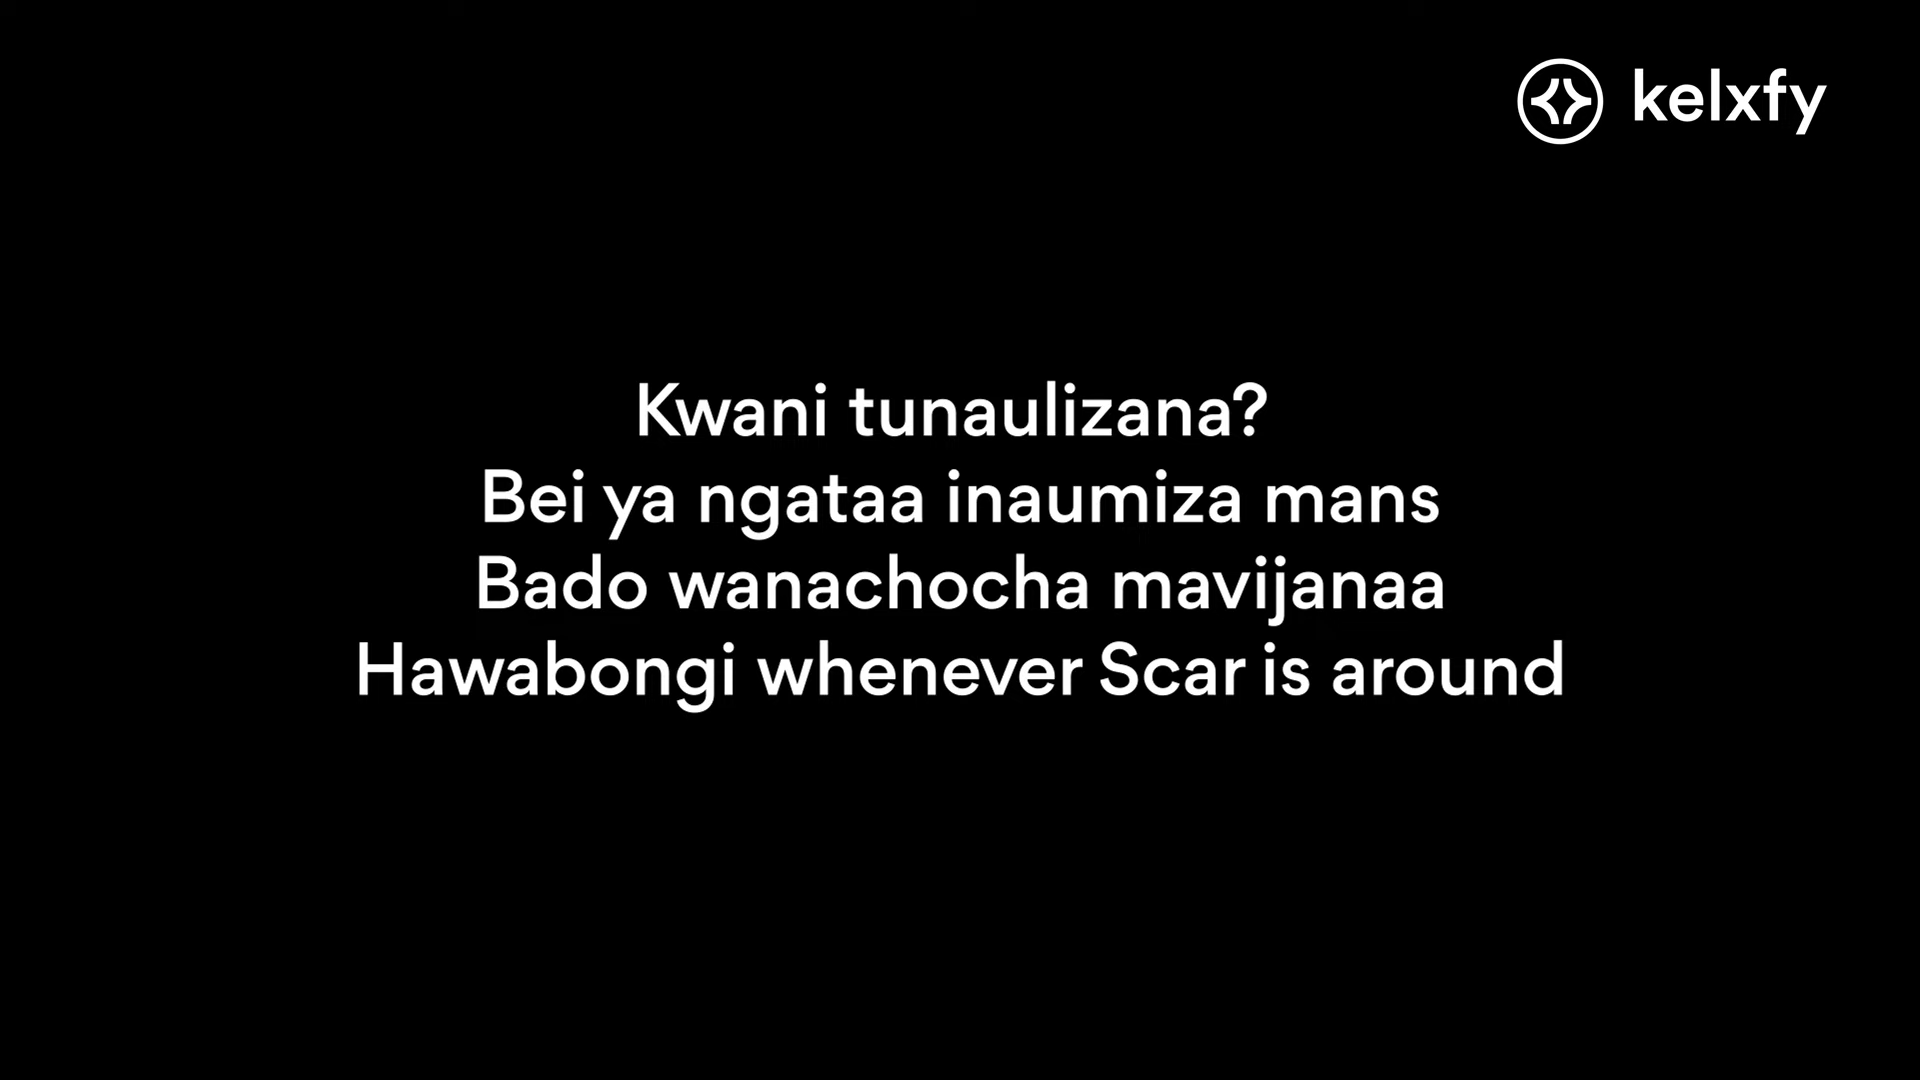 kelxfy
Kwani tunaulizana?
Bei ya ngataa inaumiza mans
Bado wanachocha mavijanaa
Hawabongi whenever Scar is around